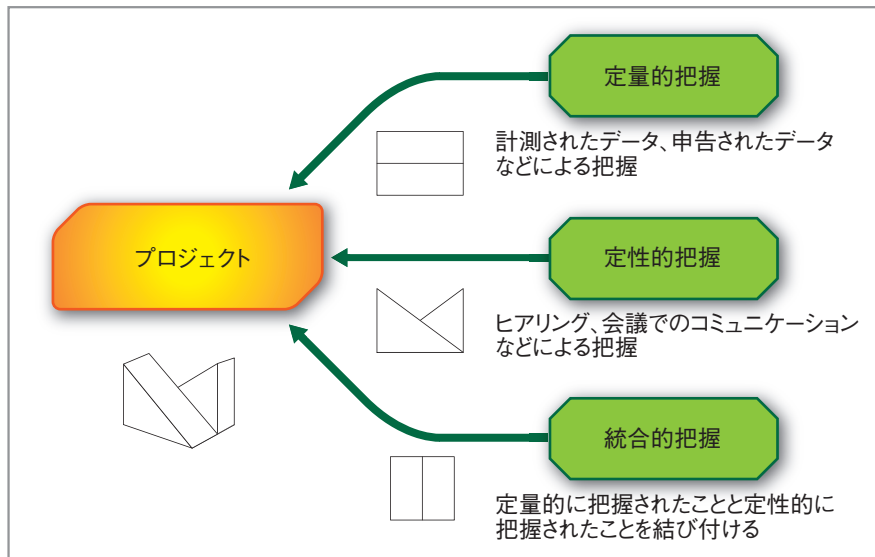 定量的把握
計測されたデータ、申告されたデータ
などによる把握
プロジェクト
定性的把握
ヒアリング、会議でのコミュニケーション
などによる把握
統合的把握
定量的に把握されたことと定性的に
把握されたことを結び付ける